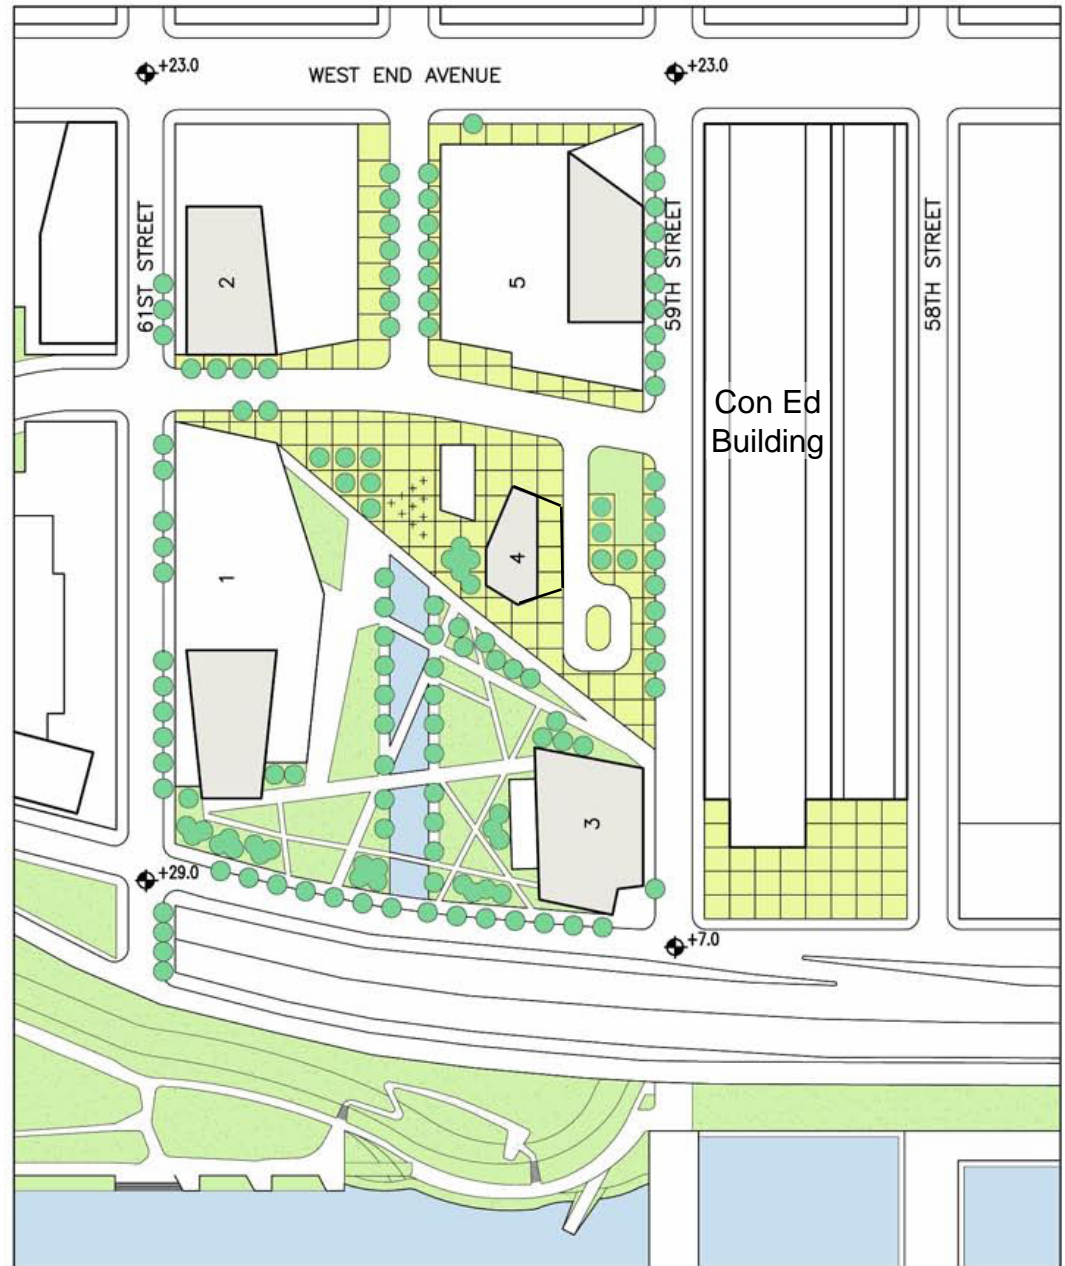 +23.0
WEST END AVENUE
+23.0
61ST STREET
2
5
59TH STREET
58TH STREET
Con Ed
Building
1
4
3
+29.0
+7.0